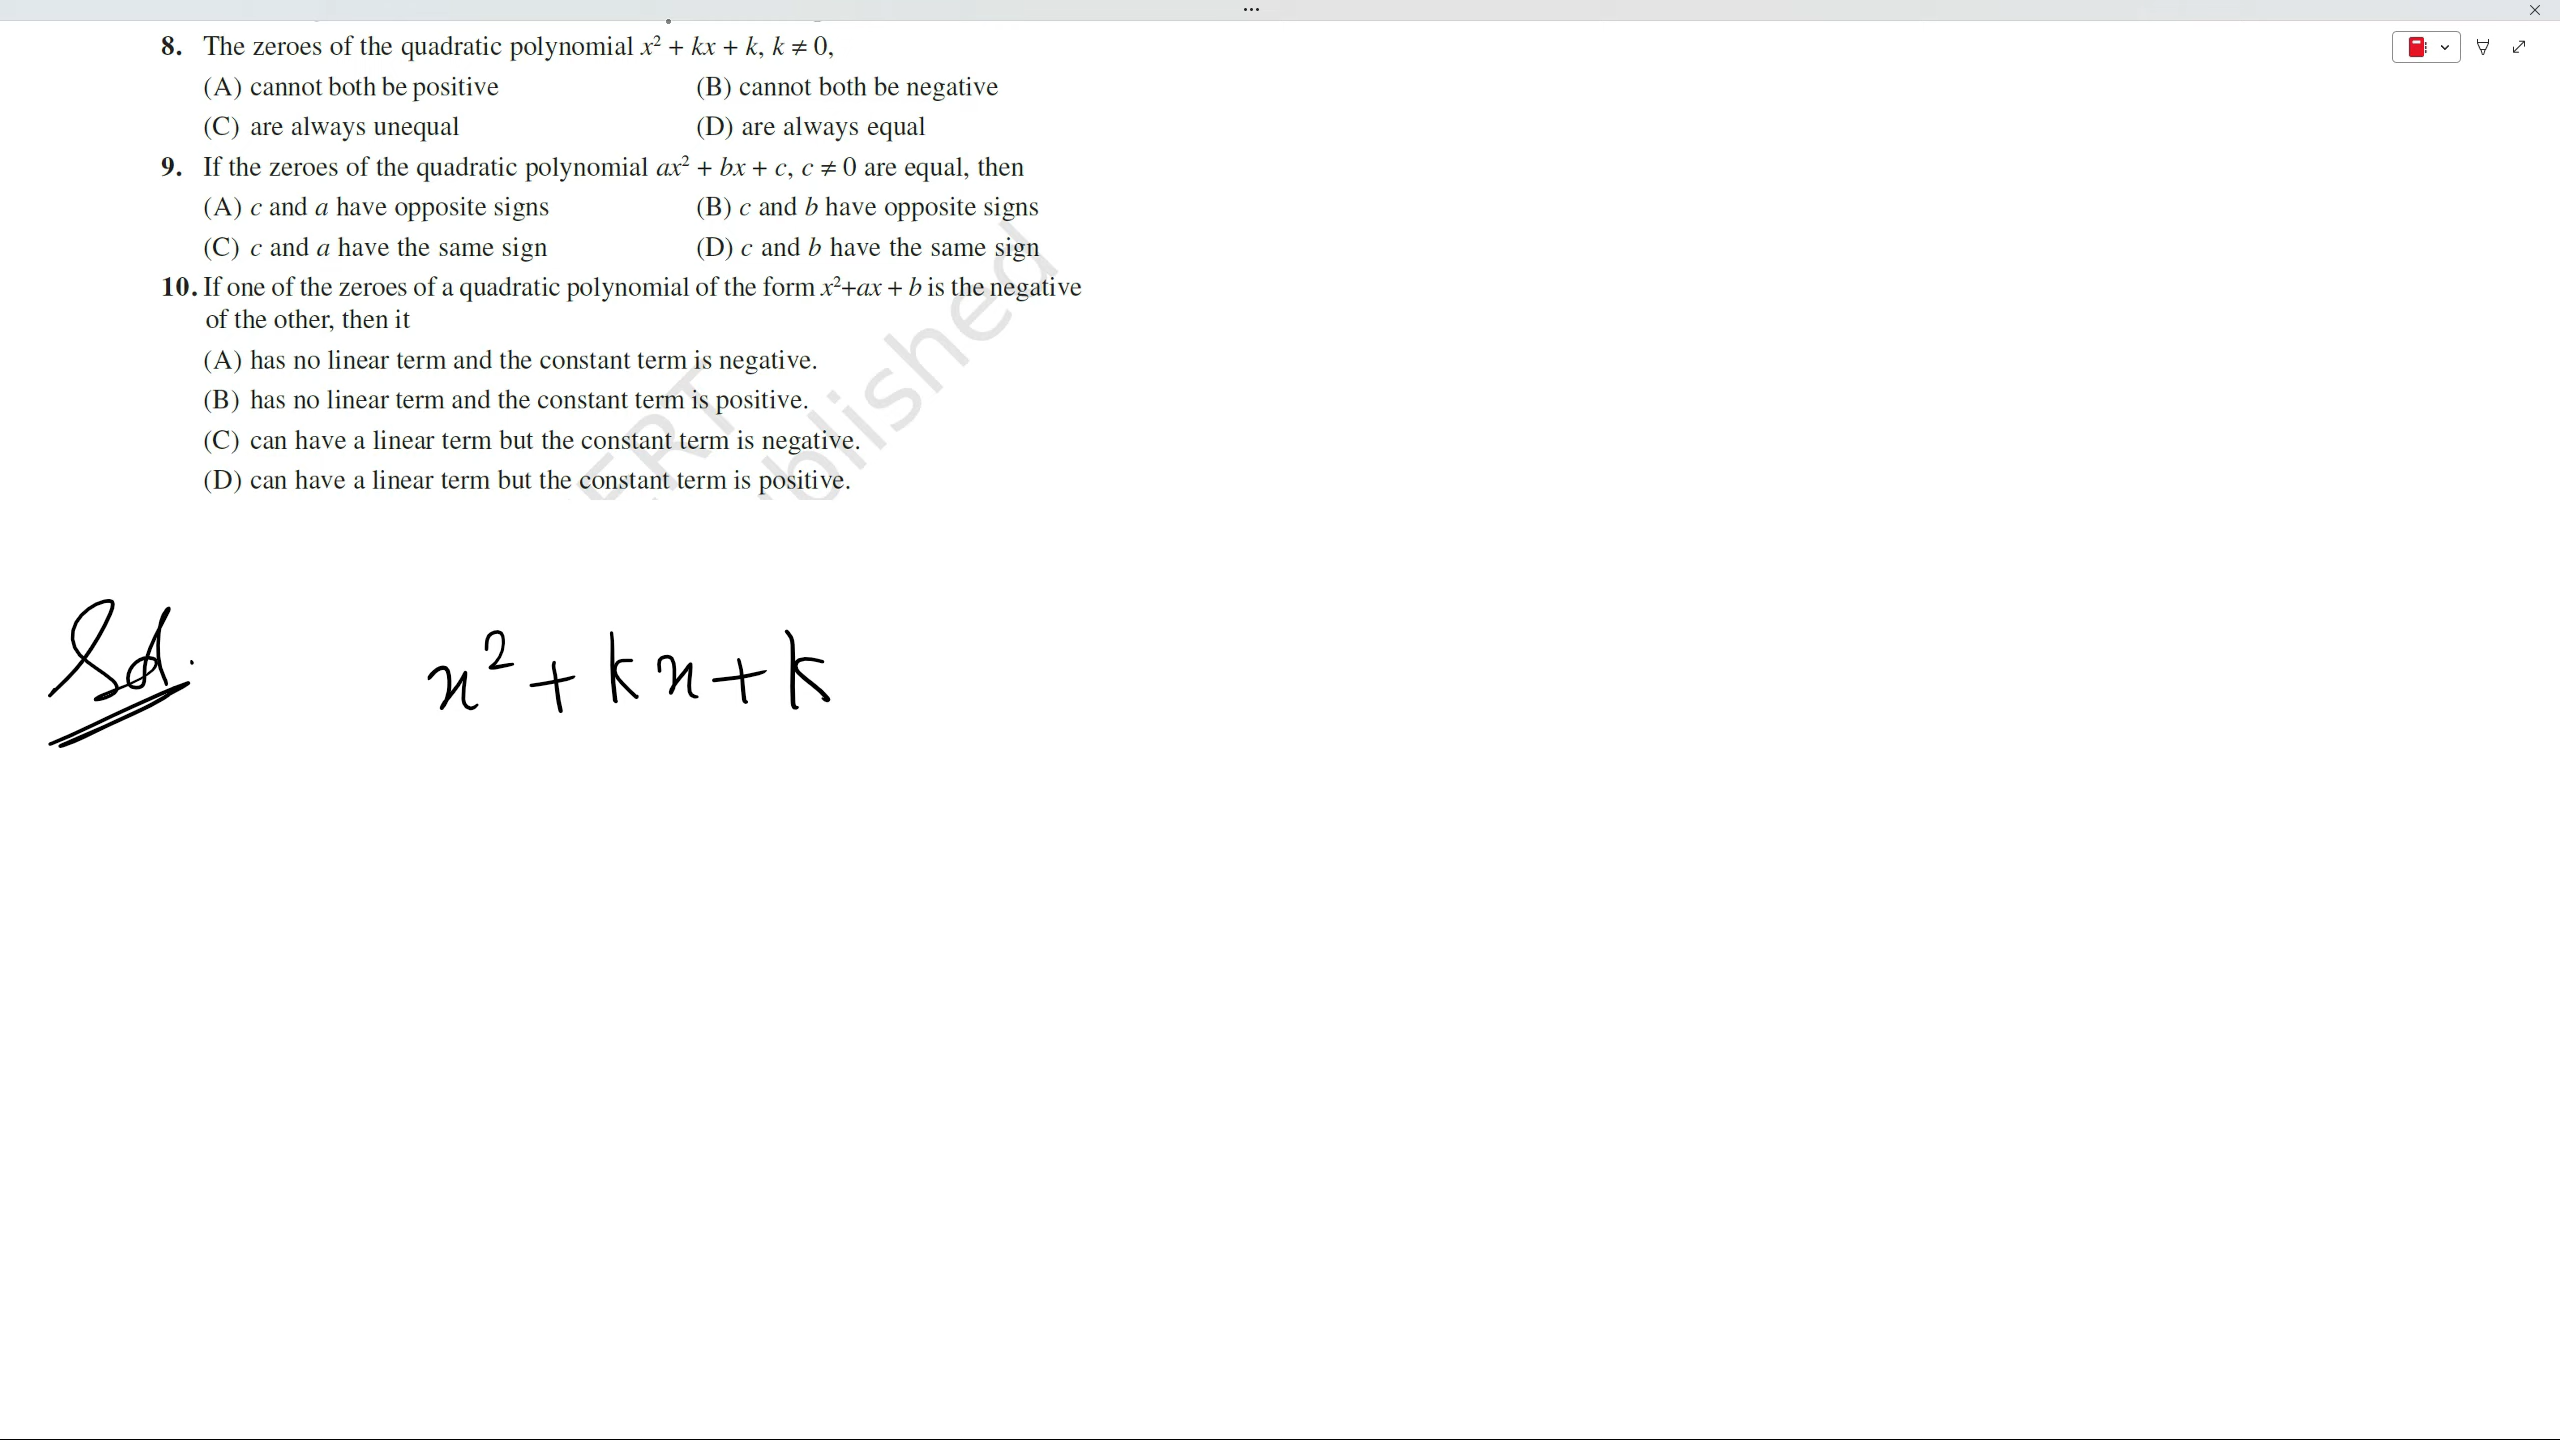 8. The zeroes of the quadratic polynomial x² + kx + k, k ≠ 0,
(A) cannot both be positive (B) cannot both be negative
(C) are always unequal (D) are always equal
9. If the zeroes of the quadratic polynomial ax² + bx + c, c ≠ 0 are equal, then
(A) c and a have opposite signs (B) c and b have opposite signs
(C) c and a have the same sign (D) c and b have the same sign
10. If one of the zeroes of a quadratic polynomial of the form x²+ax + b is the negative
of the other, then it
(A) has no linear term and the constant term is negative.
(B) has no linear term and the constant term is positive.
(C) can have a linear term but the constant term is negative.
(D) can have a linear term but the constant term is positive.
Sol.
x² + kx + k